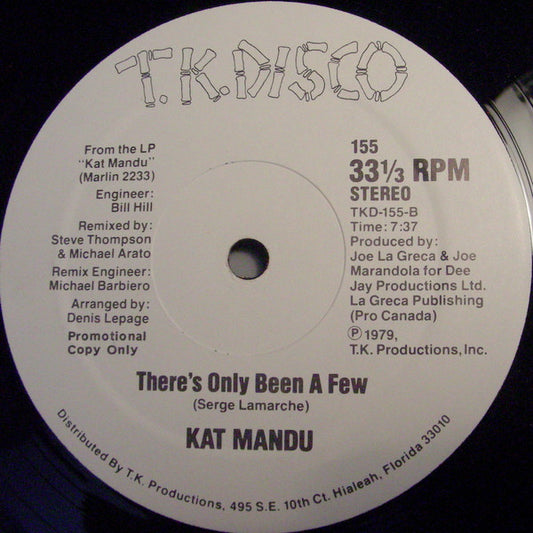 T.K.DISCO
From the LP
"Kat Mandu"
(Marlin 2233)
Engineer:
Bill Hill
Remixed by:
Steve Thompson
& Michael Arato
Remix Engineer:
Michael Barbiero
Arranged by:
Denis Lepage
Promotional
Copy Only
155
33⅓ RPM
STEREO
TKD-155-B
Time: 7:37
Produced by:
Joe La Greca & Joe
Marandola for Dee
Jay Productions Ltd.
La Greca Publishing
(Pro Canada)
Ⓟ 1979,
T.K. Productions, Inc.
There's Only Been A Few
(Serge Lamarche)
KAT MANDU
Distributed By T.K. Productions, 495 S.E. 10th Ct. Hialeah, Florida 33010